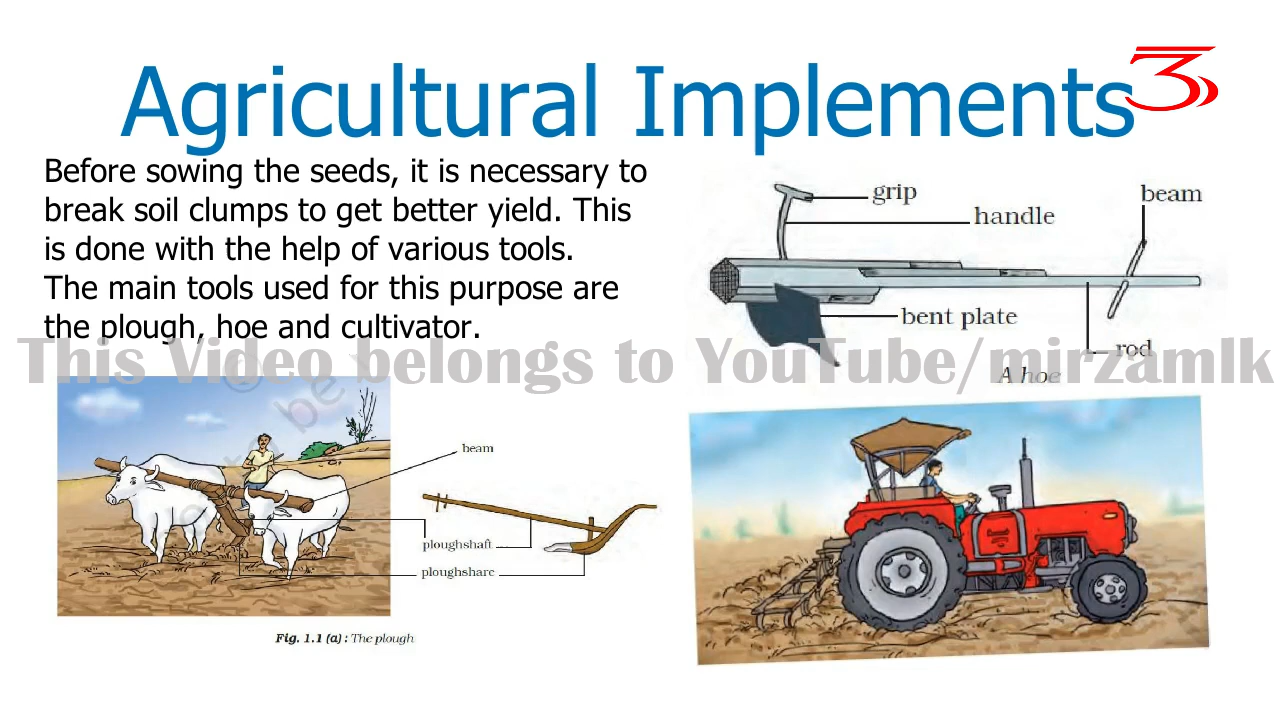 Agricultural Implements
Before sowing the seeds, it is necessary to
break soil clumps to get better yield. This
is done with the help of various tools.
The main tools used for this purpose are
the plough, hoe and cultivator.
grip
handle
beam
bent plate
rod
A hoe
This Video belongs to YouTube/mirzamlk
beam
ploughshaft
ploughshare
Fig. 1.1 (a) : The plough